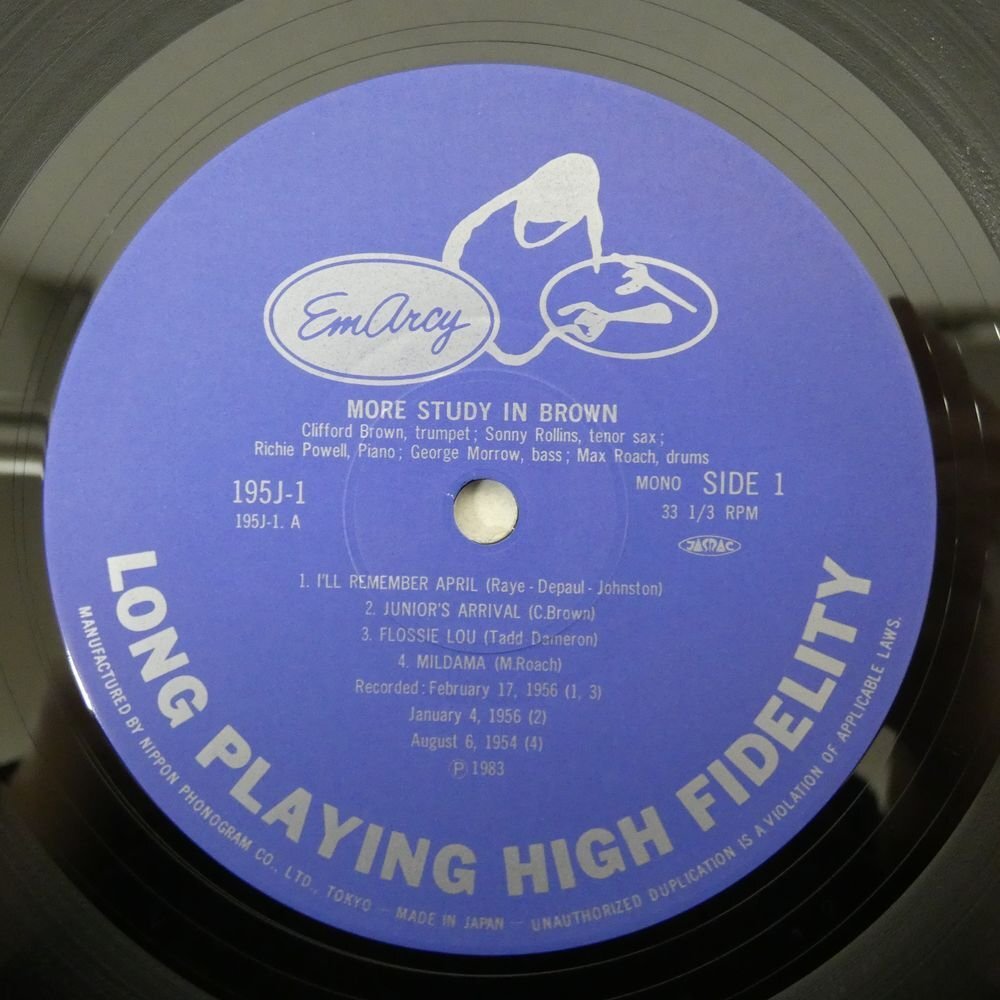 EmArcy
MORE STUDY IN BROWN
Clifford Brown, trumpet; Sonny Rollins, tenor sax;
Richie Powell, Piano; George Morrow, bass; Max Roach, drums
195J-1
195J-1. A
MONO SIDE 1
33 1/3 RPM
JASRAC
1. I'LL REMEMBER APRIL (Raye - Depaul - Johnston)
2. JUNIOR'S ARRIVAL (C.Brown)
3. FLOSSIE LOU (Tadd Dameron)
4. MILDAMA (M.Roach)
Recorded: February 17, 1956 (1, 3)
January 4, 1956 (2)
August 6, 1954 (4)
Ⓟ 1983
LONG PLAYING HIGH FIDELITY
MANUFACTURED BY NIPPON PHONOGRAM CO., LTD., TOKYO - MADE IN JAPAN - UNAUTHORIZED DUPLICATION IS A VIOLATION OF APPLICABLE LAWS.